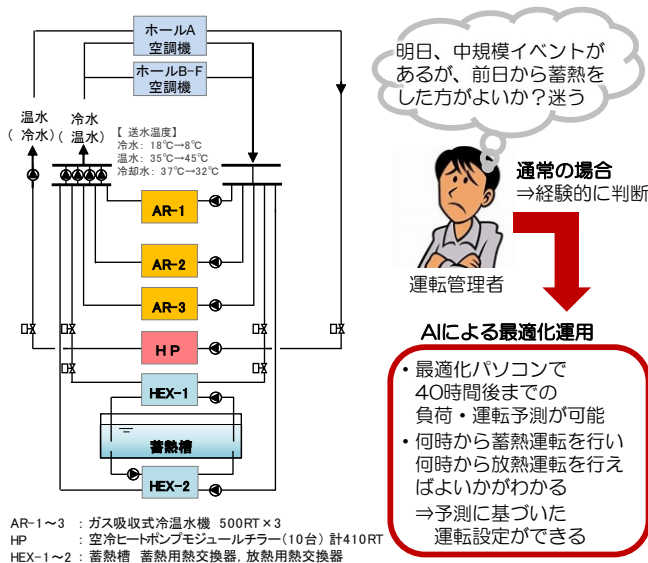 ホールA
空調機
ホールB-F
空調機
温水
( 冷水)
冷水
( 温水)
【 送水温度】
冷水: 18℃→8℃
温水: 35℃→45℃
冷却水: 37℃→32℃
AR-1
AR-2
AR-3
HP
HEX-1
蓄熱槽
HEX-2
AR-1～3 : ガス吸収式冷温水機 500RT×3
HP : 空冷ヒートポンプモジュールチラー(10台) 計410RT
HEX-1～2 : 蓄熱槽 蓄熱用熱交換器, 放熱用熱交換器
明日、中規模イベントが
あるが、前日から蓄熱を
した方がよいか？迷う
通常の場合
⇒経験的に判断
運転管理者
AIによる最適化運用
・最適化パソコンで
40時間後までの
負荷・運転予測が可能
・何時から蓄熱運転を行い
何時から放熱運転を行え
ばよいかがわかる
⇒予測に基づいた
運転設定ができる